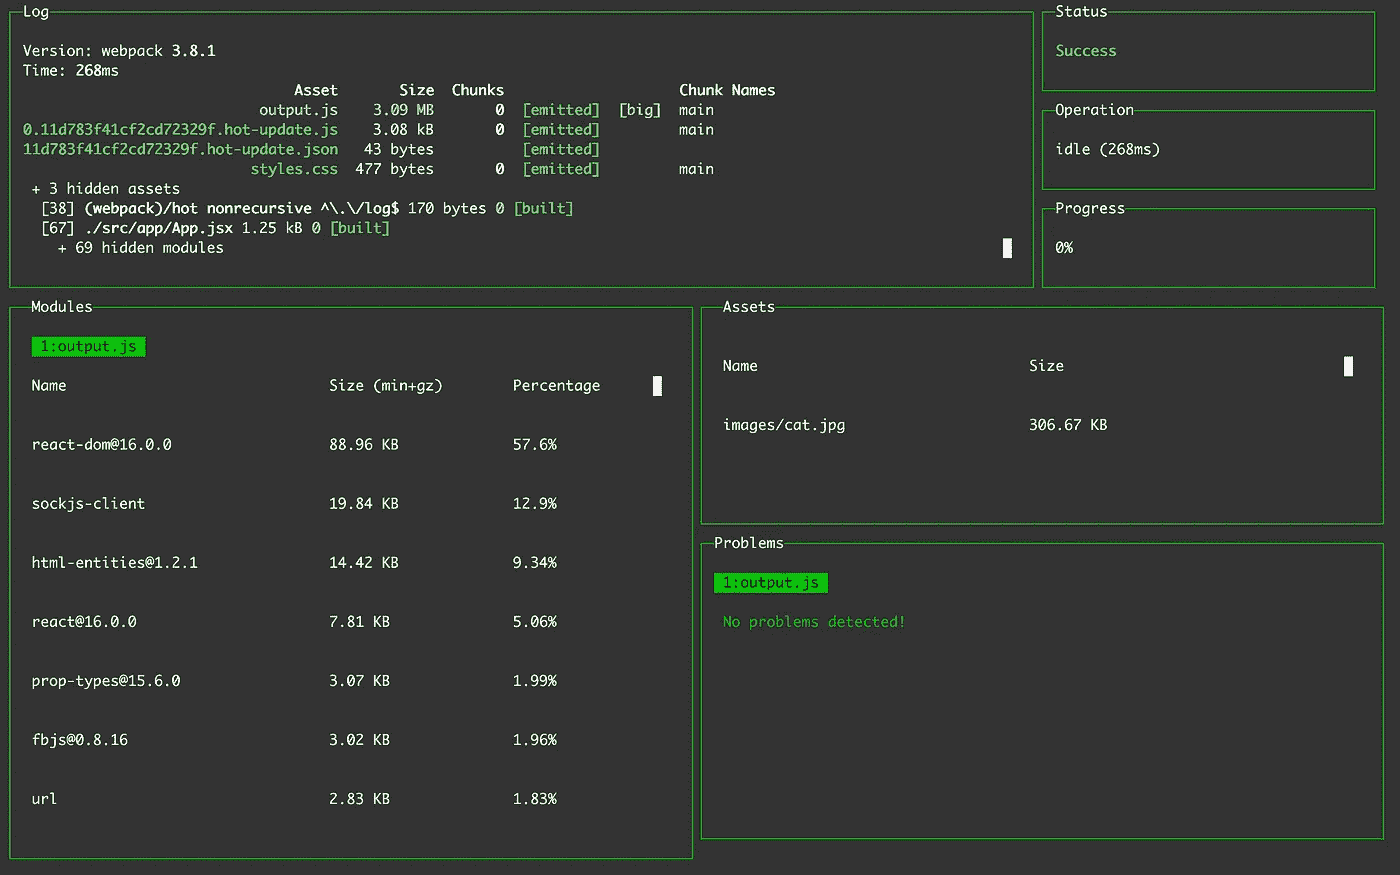 Log
Version: webpack 3.8.1
Time: 268ms
Asset Size Chunks Chunk Names
output.js 3.09 MB 0 [emitted] [big] main
0.11d783f41cf2cd72329f.hot-update.js 3.08 kB 0 [emitted] main
11d783f41cf2cd72329f.hot-update.json 43 bytes [emitted]
styles.css 477 bytes 0 [emitted] main
+ 3 hidden assets
[38] (webpack)/hot nonrecursive ^\.\/log$ 170 bytes 0 [built]
[67] ./src/app/App.jsx 1.25 kB 0 [built]
+ 69 hidden modules
Status
Success
Operation
idle (268ms)
Progress
0%
Modules
1:output.js
Name Size (min+gz) Percentage
react-dom@16.0.0 88.96 KB 57.6%
sockjs-client 19.84 KB 12.9%
html-entities@1.2.1 14.42 KB 9.34%
react@16.0.0 7.81 KB 5.06%
prop-types@15.6.0 3.07 KB 1.99%
fbjs@0.8.16 3.02 KB 1.96%
url 2.83 KB 1.83%
Assets
Name Size
images/cat.jpg 306.67 KB
Problems
1:output.js
No problems detected!